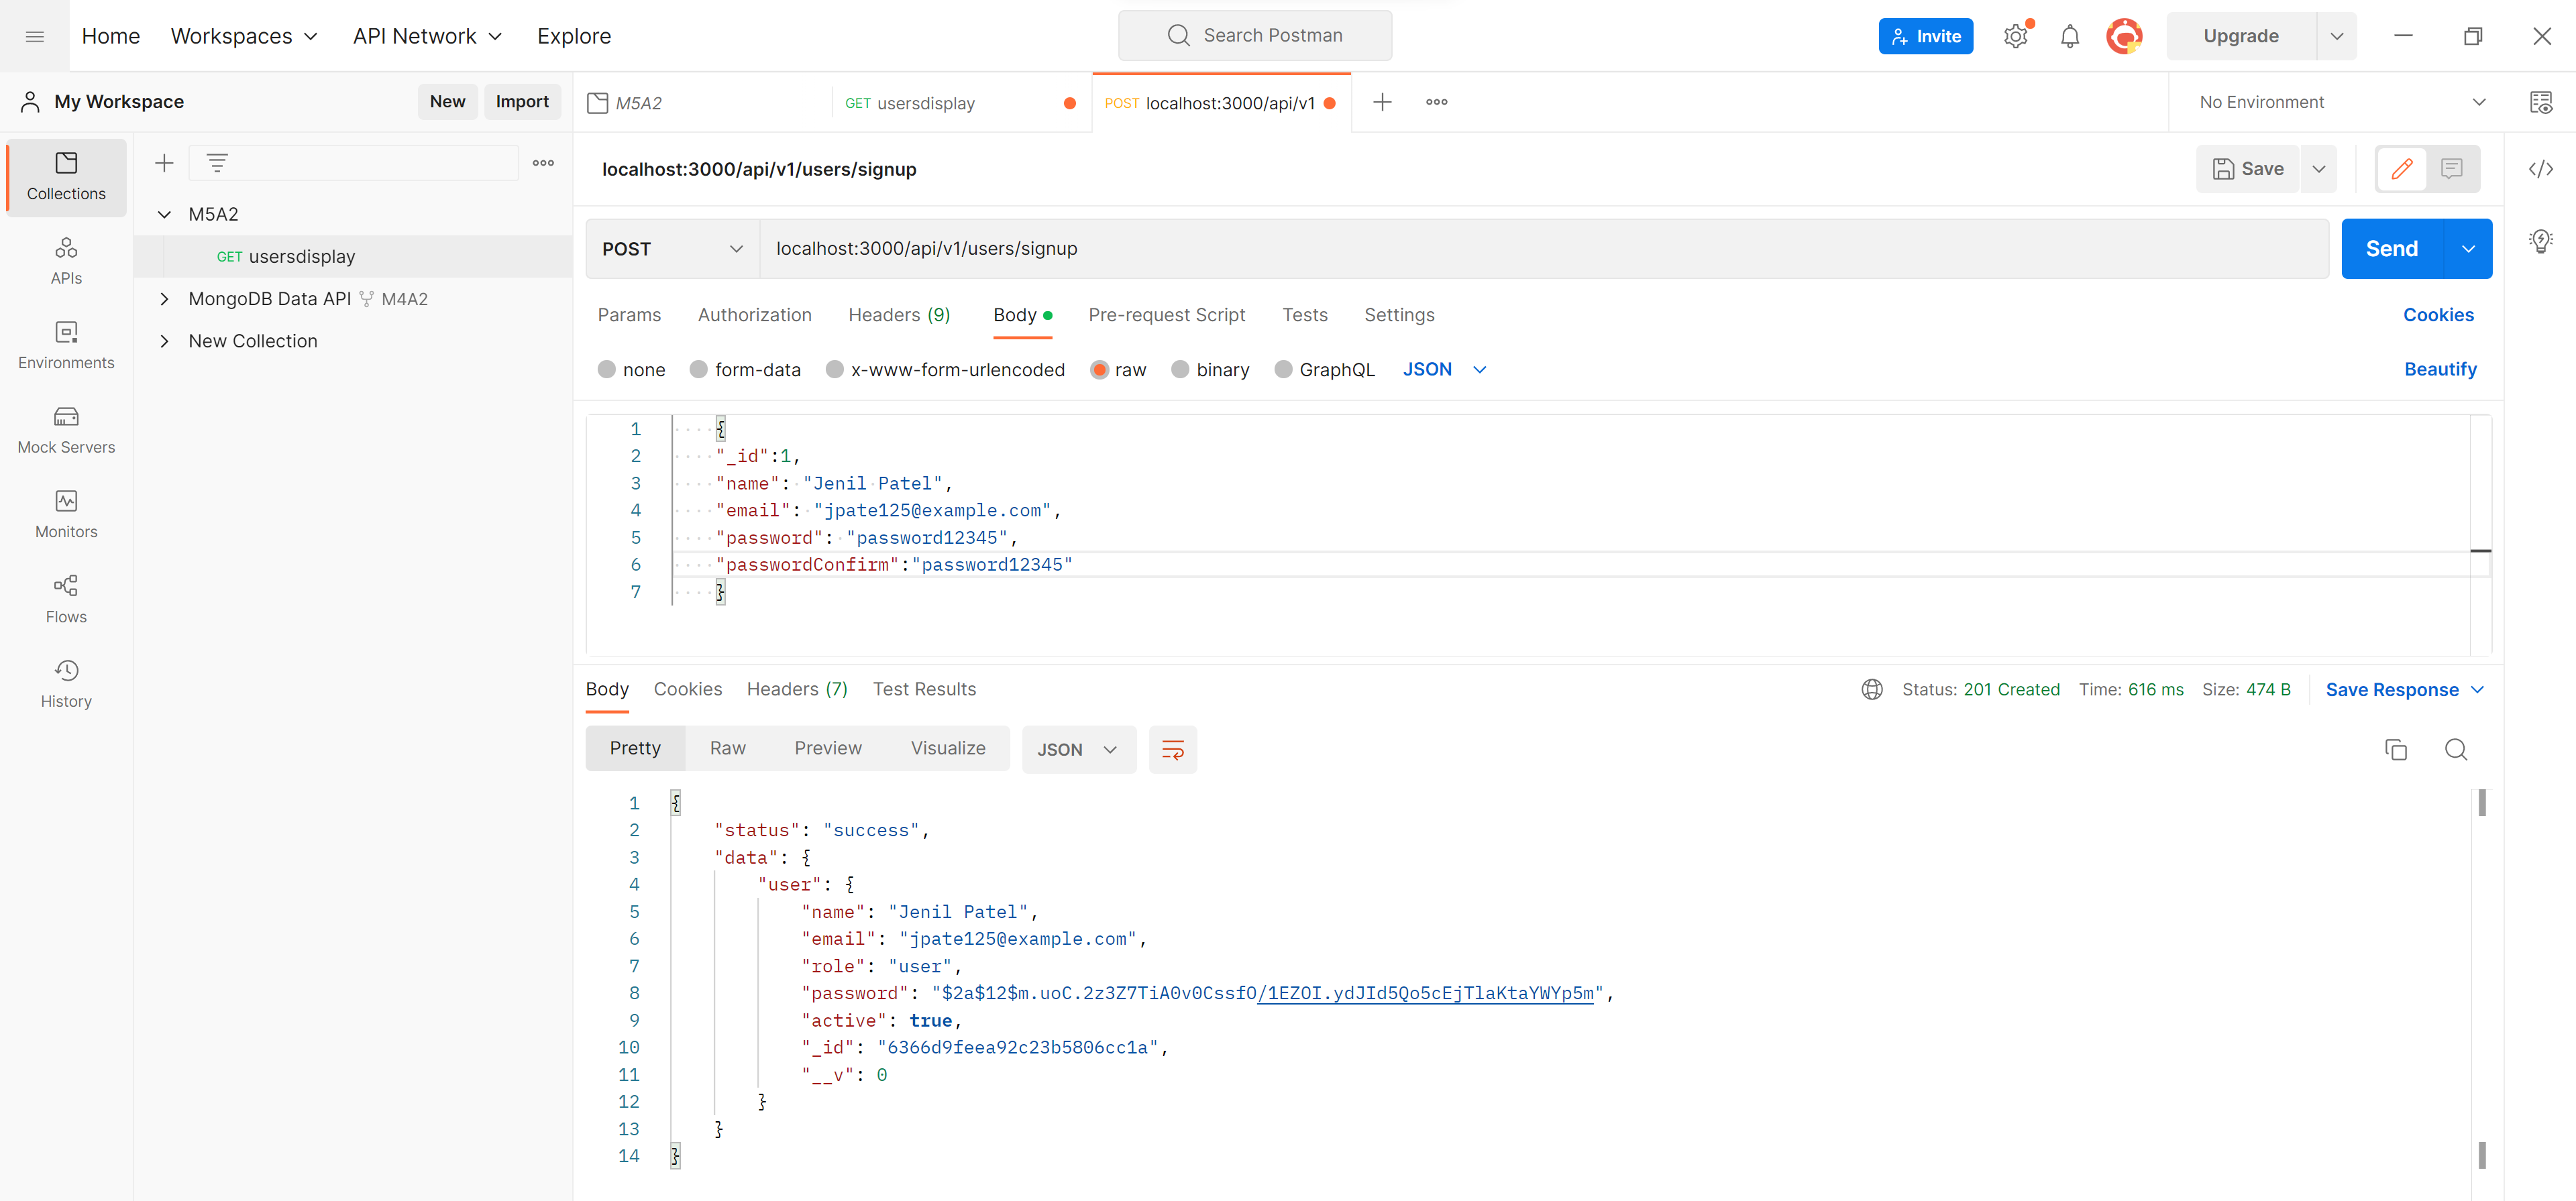 Home Workspaces API Network Explore Search Postman Invite Upgrade
My Workspace New Import M5A2 GET usersdisplay POST localhost:3000/api/v1 No Environment
Collections
APIs
Environments
Mock Servers
Monitors
Flows
History
M5A2
GET usersdisplay
MongoDB Data API M4A2
New Collection
localhost:3000/api/v1/users/signup Save
POST localhost:3000/api/v1/users/signup Send
Params Authorization Headers (9) Body Pre-request Script Tests Settings Cookies
none form-data x-www-form-urlencoded raw binary GraphQL JSON Beautify
1 {
2 "_id":1,
3 "name": "Jenil Patel",
4 "email": "jpate125@example.com",
5 "password": "password12345",
6 "passwordConfirm":"password12345"
7 }
Body Cookies Headers (7) Test Results Status: 201 Created Time: 616 ms Size: 474 B Save Response
Pretty Raw Preview Visualize JSON
1 {
2 "status": "success",
3 "data": {
4 "user": {
5 "name": "Jenil Patel",
6 "email": "jpate125@example.com",
7 "role": "user",
8 "password": "$2a$12$m.uoC.2z3Z7TiA0v0CssfO/1EZOI.ydJId5Qo5cEjTlaKtaYWYp5m",
9 "active": true,
10 "_id": "6366d9feea92c23b5806cc1a",
11 "__v": 0
12 }
13 }
14 }